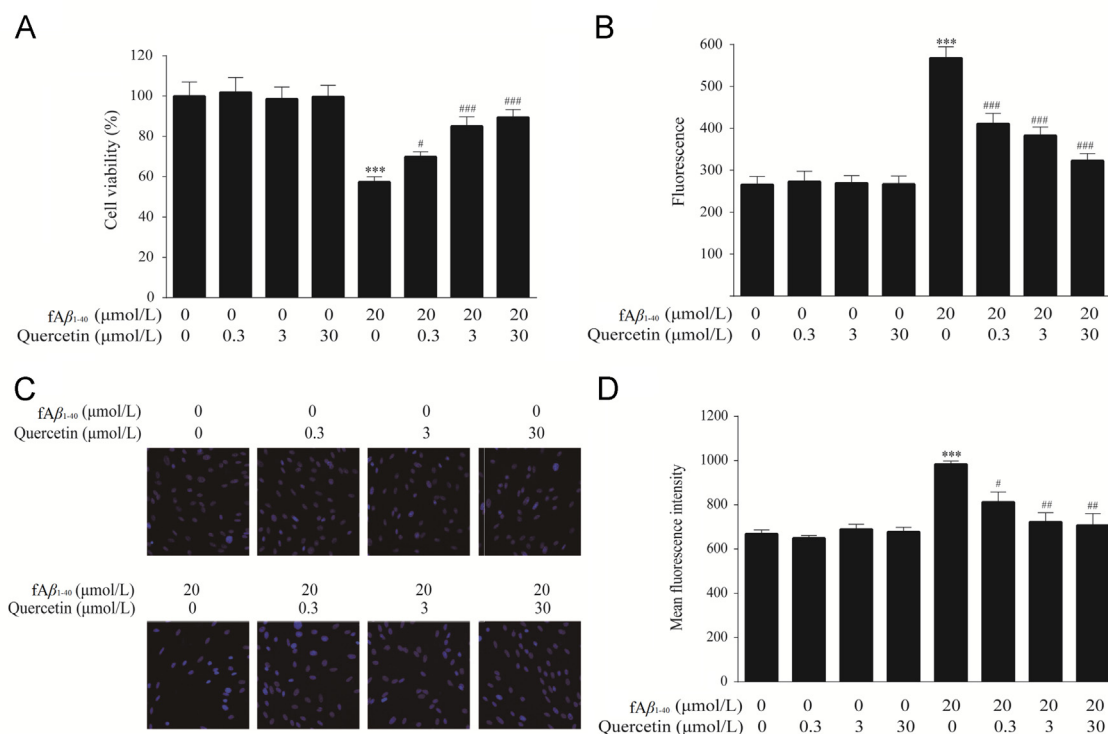 A
120
100
80
60
40
20
0
Cell viability (%)
***
#
###
###
fAβ₁₋₄₀ (μmol/L) 0 0 0 0 20 20 20 20
Quercetin (μmol/L) 0 0.3 3 30 0 0.3 3 30
B
600
500
400
300
200
0
Fluorescence
***
###
###
###
fAβ₁₋₄₀ (μmol/L) 0 0 0 0 20 20 20 20
Quercetin (μmol/L) 0 0.3 3 30 0 0.3 3 30
C
fAβ₁₋₄₀ (μmol/L) 0 0 0 0
Quercetin (μmol/L) 0 0.3 3 30
fAβ₁₋₄₀ (μmol/L) 20 20 20 20
Quercetin (μmol/L) 0 0.3 3 30
D
1200
1000
800
600
400
200
0
Mean fluorescence intensity
***
#
##
##
fAβ₁₋₄₀ (μmol/L) 0 0 0 0 20 20 20 20
Quercetin (μmol/L) 0 0.3 3 30 0 0.3 3 30